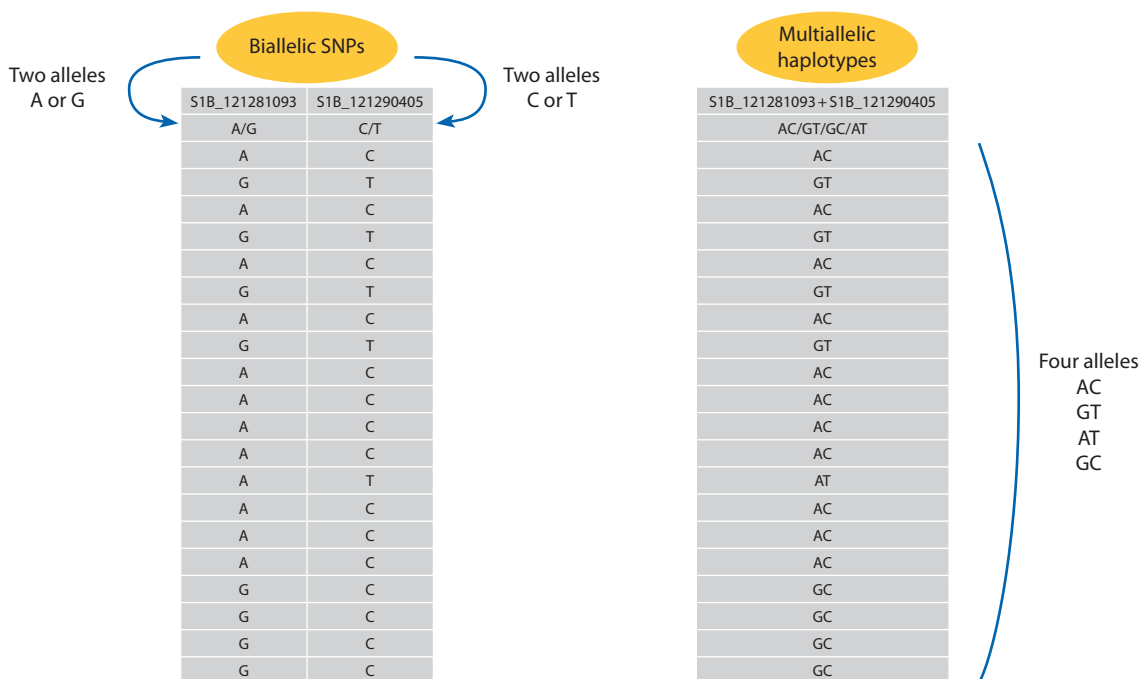 Biallelic SNPs
Two alleles
A or G
Two alleles
C or T
S1B_121281093 S1B_121290405
A/G C/T
A C
G T
A C
G T
A C
G T
A C
G T
A C
A C
A C
A C
A T
A C
A C
A C
G C
G C
G C
G C
Multiallelic
haplotypes
S1B_121281093+S1B_121290405
AC/GT/GC/AT
AC
GT
AC
GT
AC
GT
AC
GT
AC
AC
AC
AC
AT
AC
AC
AC
GC
GC
GC
GC
Four alleles
AC
GT
AT
GC